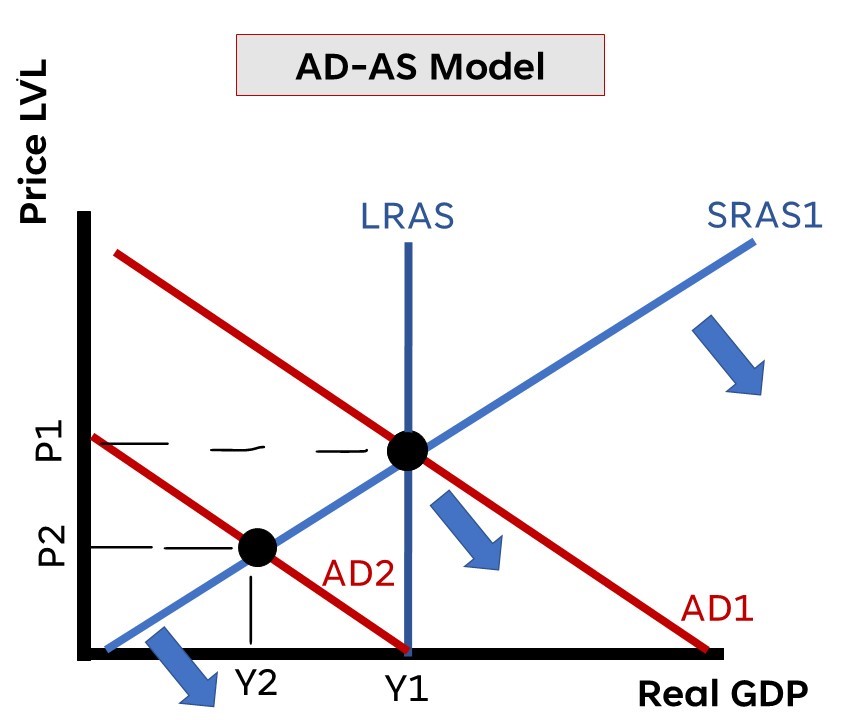 AD-AS Model
Price LVL
LRAS
SRAS1
P1
P2
AD2
AD1
Y2
Y1
Real GDP